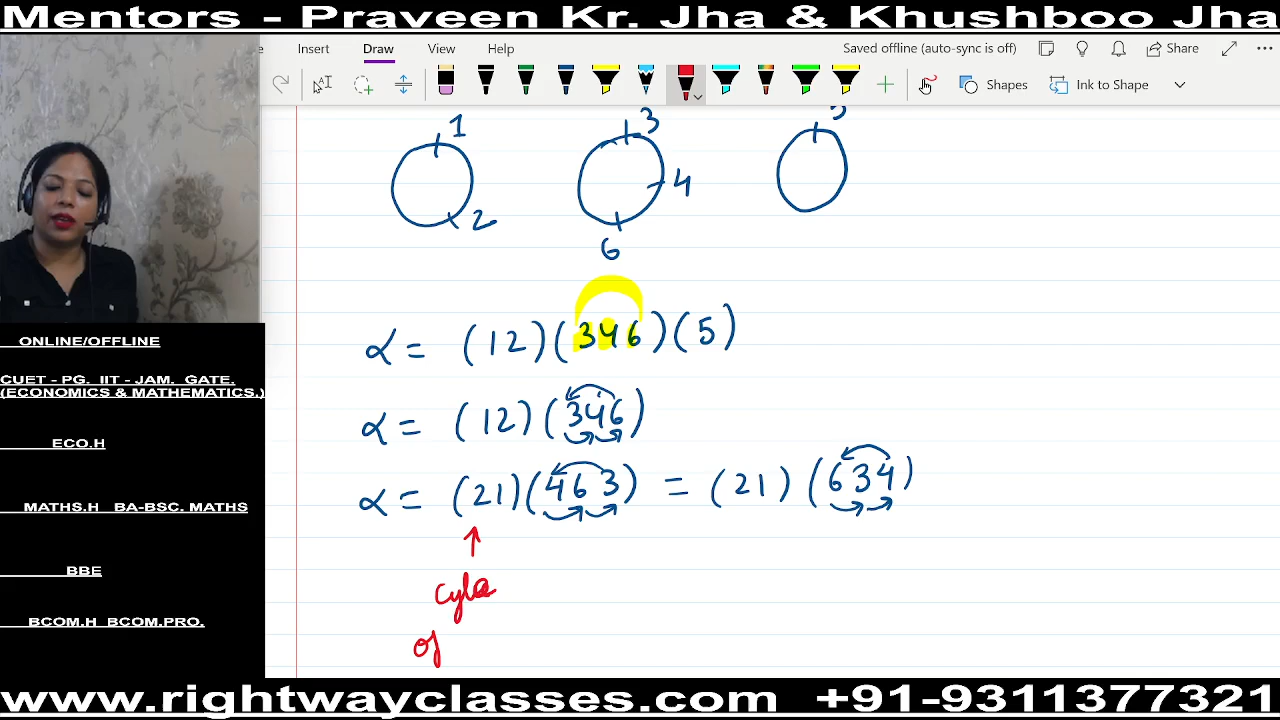 Mentors - Praveen Kr. Jha & Khushboo Jha
Insert Draw View Help Saved offline (auto-sync is off) Share
Shapes Ink to Shape
1 3
2 4
6
ONLINE/OFFLINE
CUET - PG. IIT - JAM. GATE.
(ECONOMICS & MATHEMATICS.)
ECO.H
MATHS.H BA-BSC. MATHS
BBE
BCOM.H BCOM.PRO.
α = (12)(346)(5)
α = (12)(346)
α = (21)(463) = (21)(634)
↑
of
www.rightwayclasses.com +91-9311377321